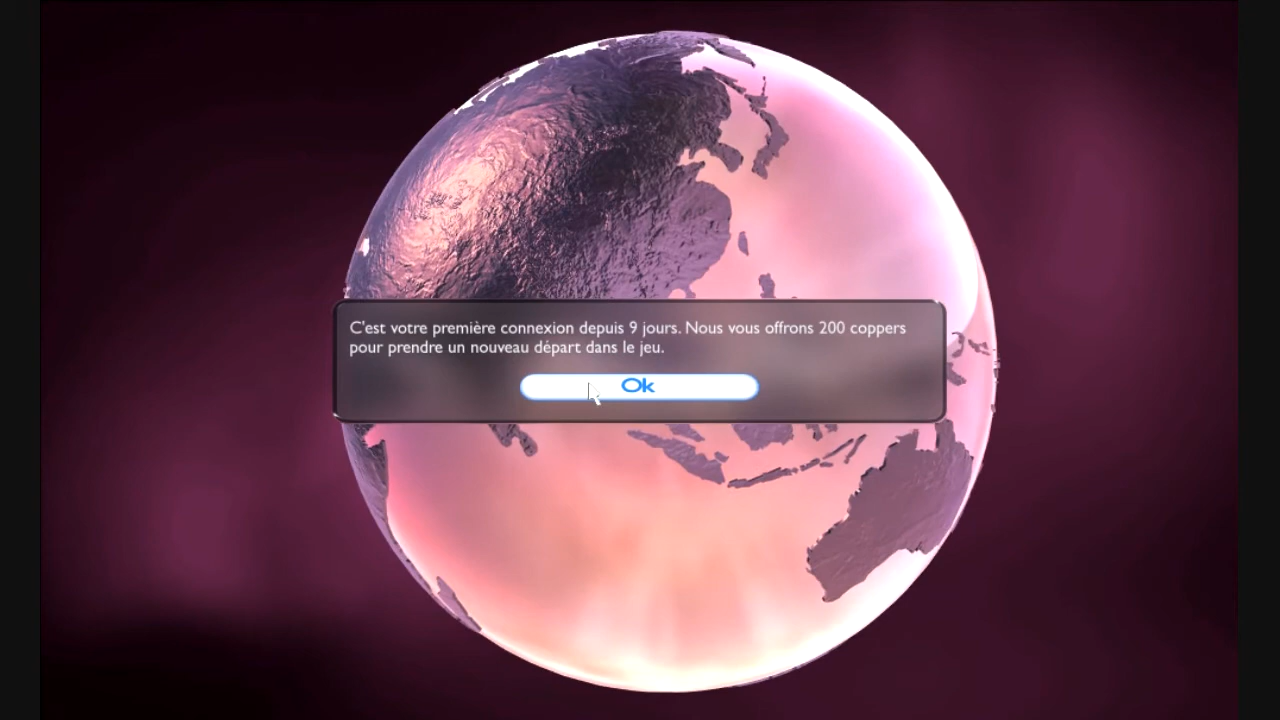 C'est votre première connexion depuis 9 jours. Nous vous offrons 200 coppers
pour prendre un nouveau départ dans le jeu.
Ok